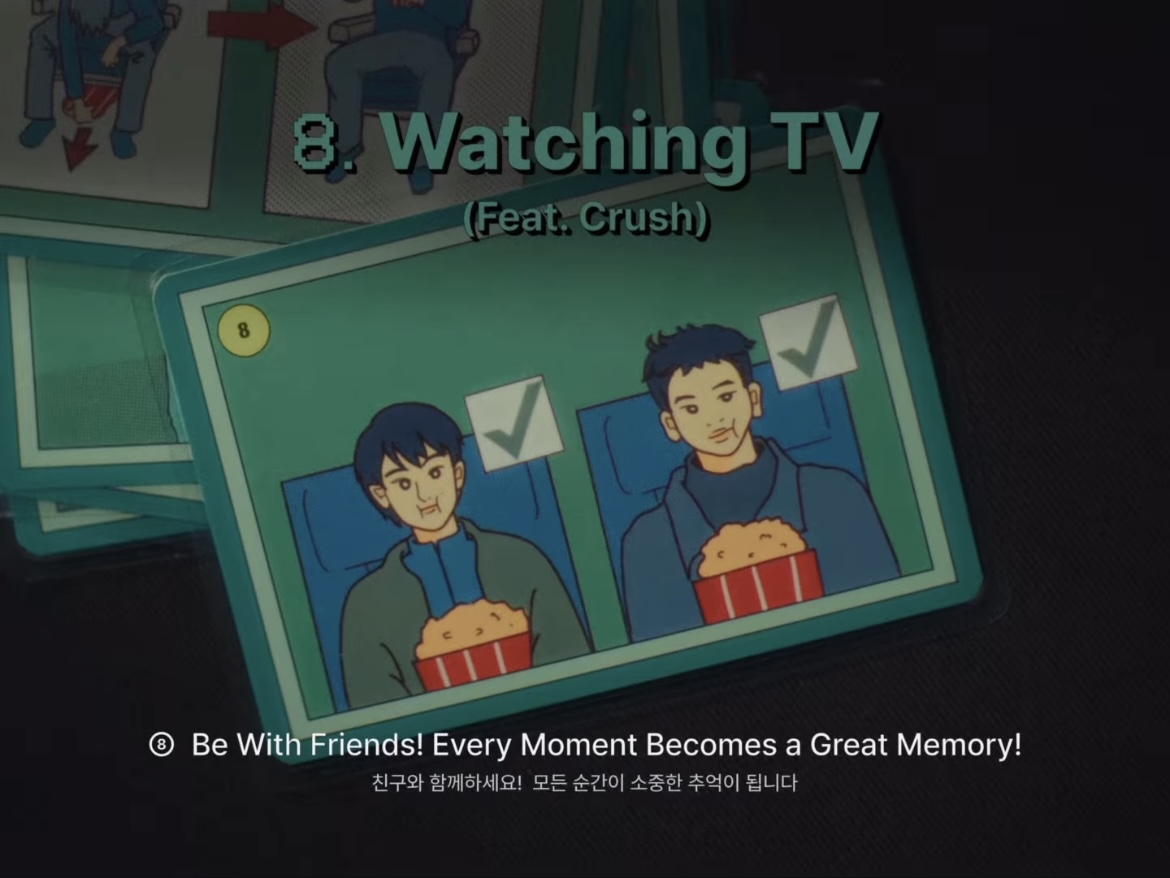 8. Watching TV
(Feat. Crush)
8
⑧ Be With Friends! Every Moment Becomes a Great Memory!
친구와 함께하세요! 모든 순간이 소중한 추억이 됩니다